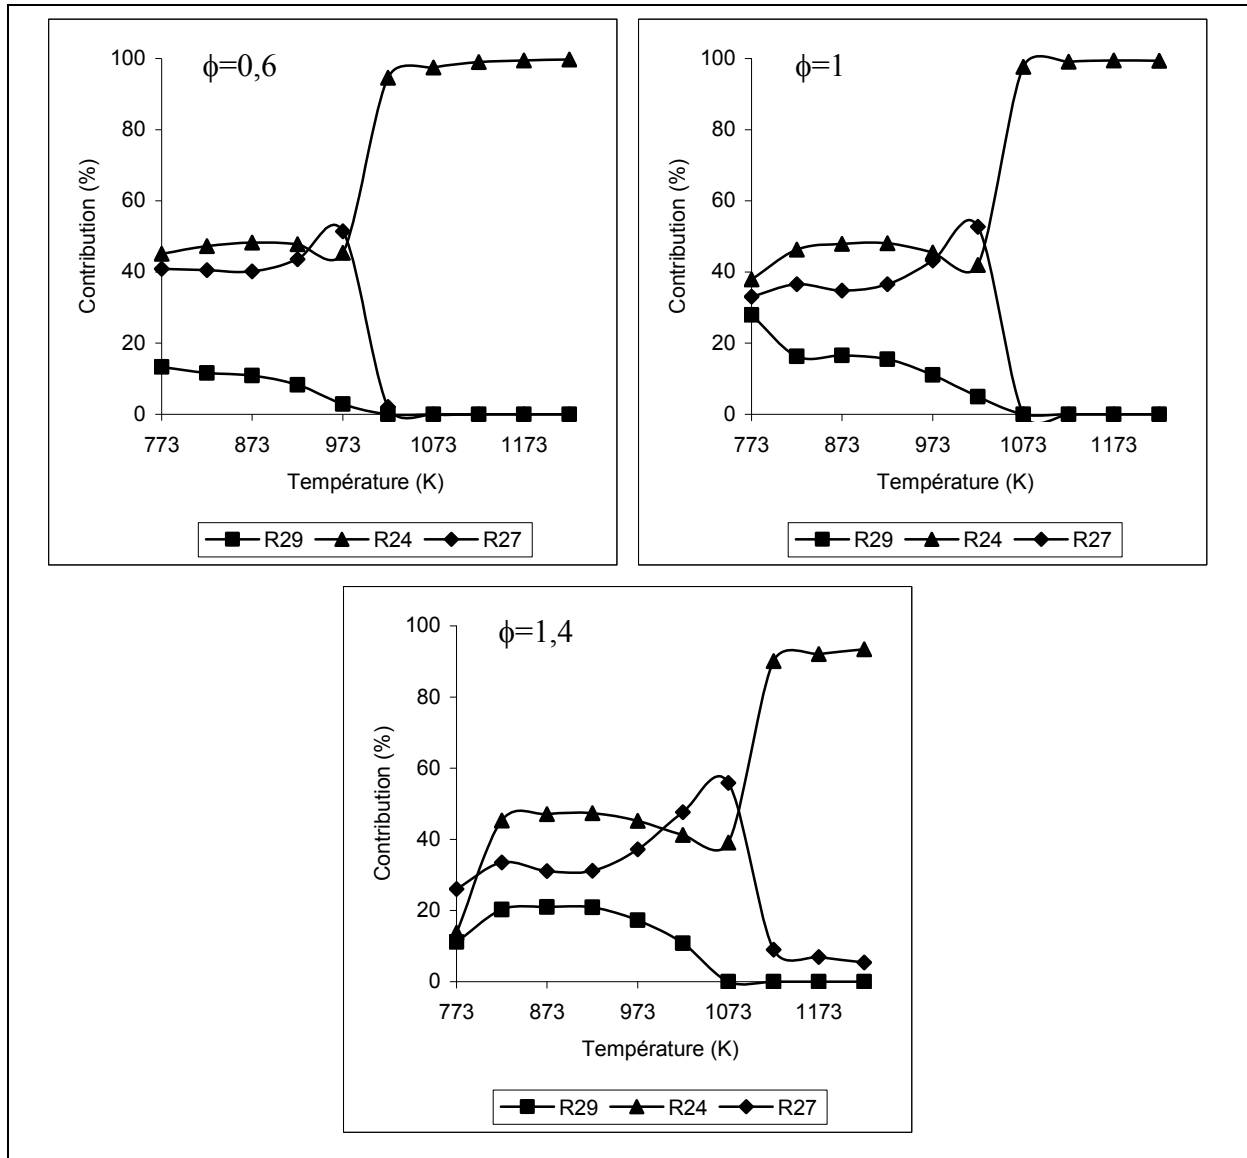 ϕ=0,6
Contribution (%)
100
80
60
40
20
0
773 873 973 1073 1173
Température (K)
R29 R24 R27
ϕ=1
Contribution (%)
100
80
60
40
20
0
773 873 973 1073 1173
Température (K)
R29 R24 R27
ϕ=1,4
Contribution (%)
100
80
60
40
20
0
773 873 973 1073 1173
Température (K)
R29 R24 R27